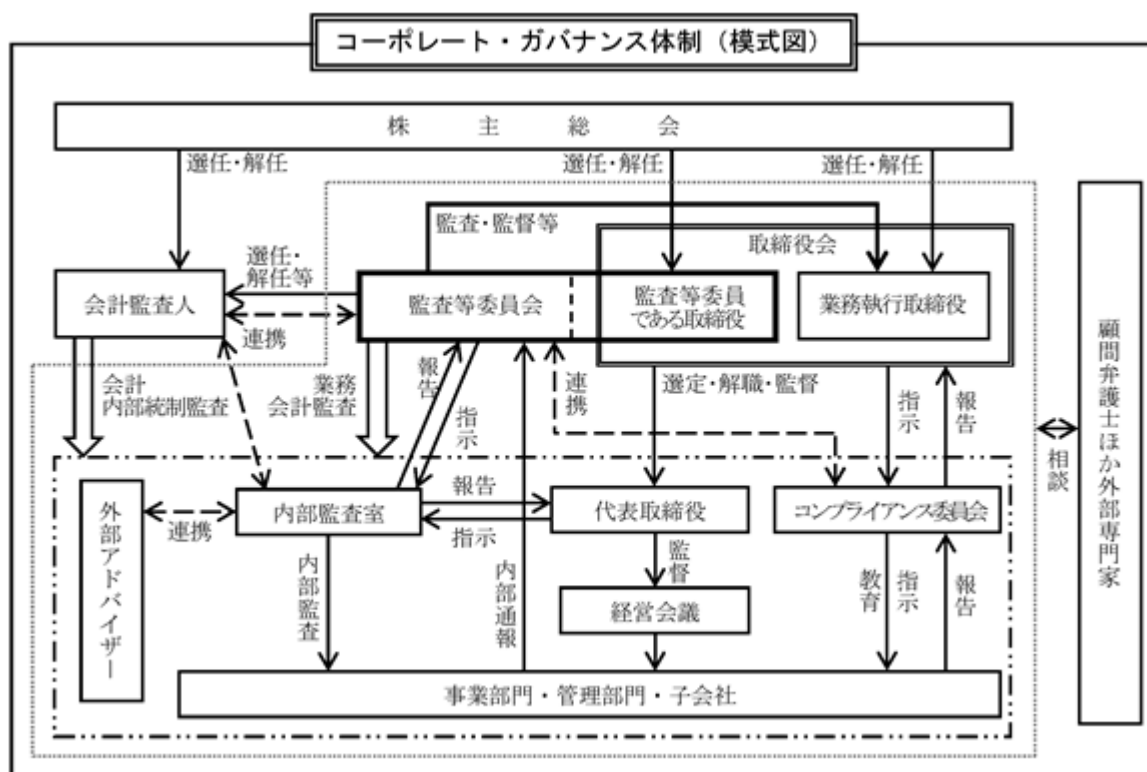 コーポレート・ガバナンス体制（模式図）
株主総会
選任・解任
選任・解任
選任・解任
監査・監督等
取締役会
選任・
解任等
会計監査人
監査等委員会
監査等委員
である取締役
業務執行取締役
連携
会計
内部統制監査
業務
会計監査
報告
指示
連携
選定・解職・監督
指示
報告
顧問弁護士ほか外部専門家
相談
外部アドバイザー
連携
内部監査室
報告
指示
代表取締役
コンプライアンス委員会
内部監査
内部通報
監督
経営会議
教育
指示
報告
事業部門・管理部門・子会社